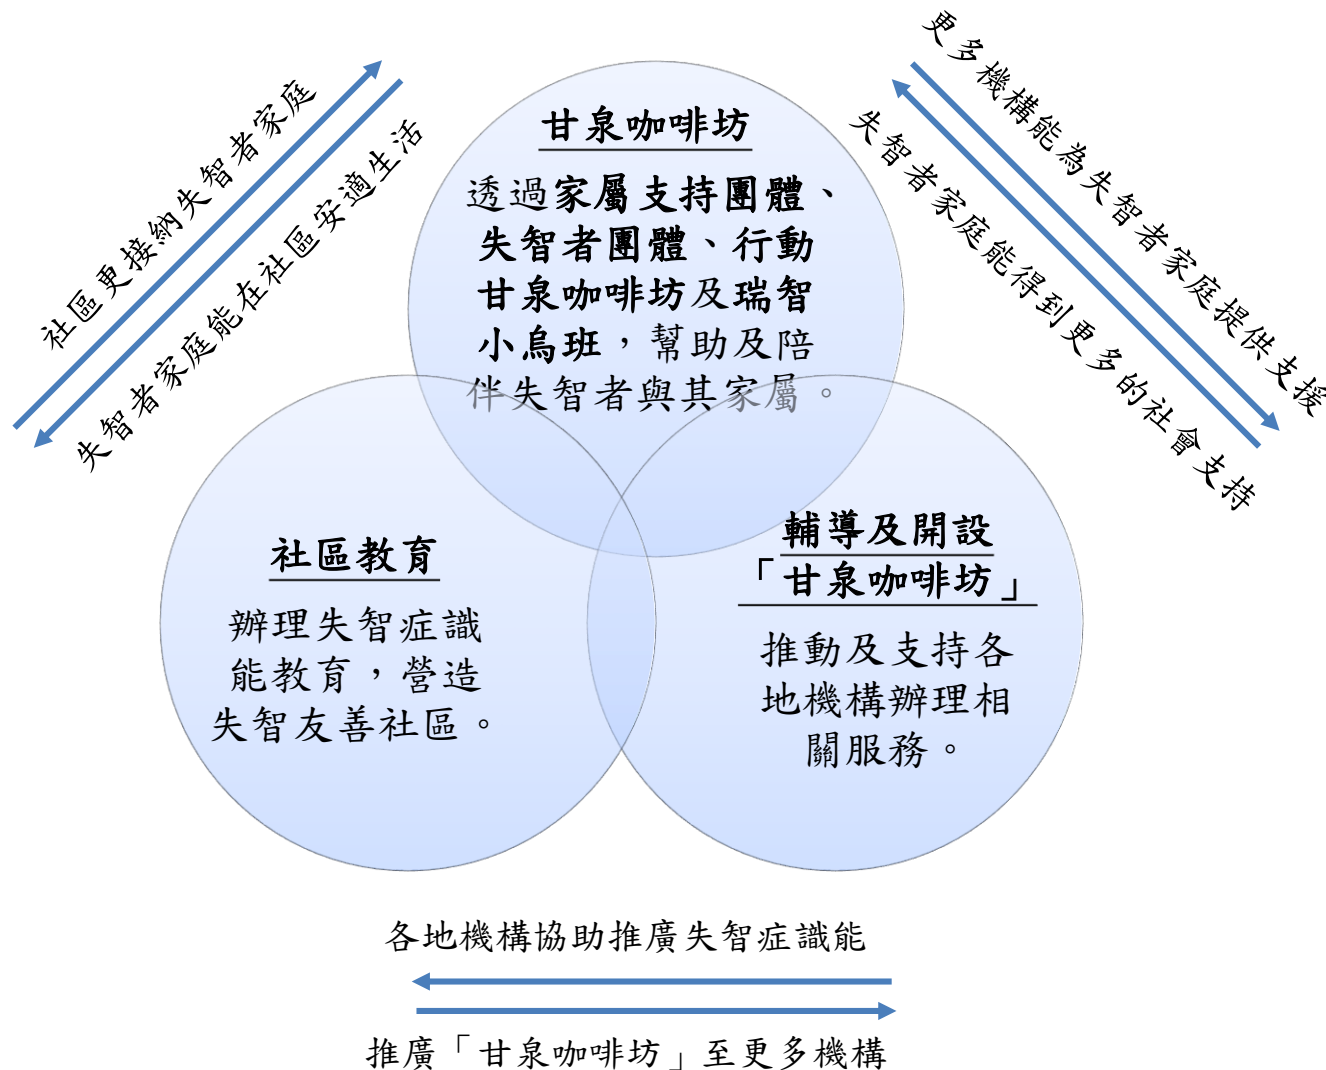 社區更接納失智者家庭
失智者家庭能在社區安適生活
更多機構能為失智者家庭提供支援
失智者家庭能得到更多的社會支持
甘泉咖啡坊
透過家屬支持團體、
失智者團體、行動
甘泉咖啡坊及瑞智
小烏班，幫助及陪
伴失智者與其家屬。
社區教育
辦理失智症識
能教育，營造
失智友善社區。
輔導及開設
「甘泉咖啡坊」
推動及支持各
地機構辦理相
關服務。
各地機構協助推廣失智症識能
推廣「甘泉咖啡坊」至更多機構